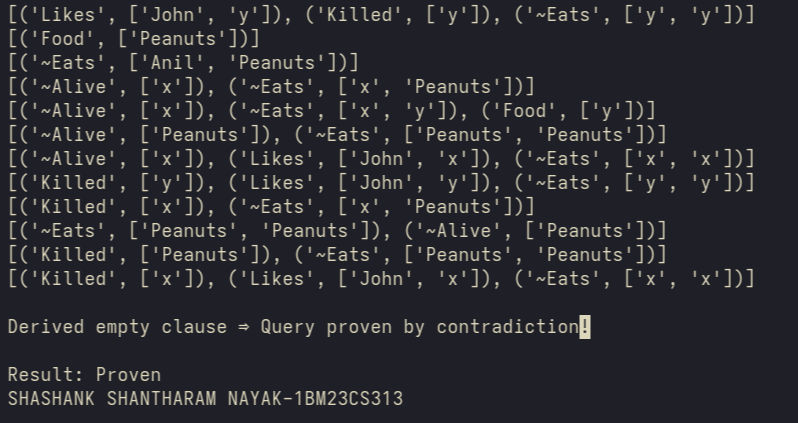 [('Likes', ['John', 'y']), ('Killed', ['y']), ('~Eats', ['y', 'y'])]
[('Food', ['Peanuts'])]
[('~Eats', ['Anil', 'Peanuts'])]
[('~Alive', ['x']), ('~Eats', ['x', 'Peanuts'])]
[('~Alive', ['x']), ('~Eats', ['x', 'y']), ('Food', ['y'])]
[('~Alive', ['Peanuts']), ('~Eats', ['Peanuts', 'Peanuts'])]
[('~Alive', ['x']), ('Likes', ['John', 'x']), ('~Eats', ['x', 'x'])]
[('Killed', ['y']), ('Likes', ['John', 'y']), ('~Eats', ['y', 'y'])]
[('Killed', ['x']), ('~Eats', ['x', 'Peanuts'])]
[('~Eats', ['Peanuts', 'Peanuts']), ('~Alive', ['Peanuts'])]
[('Killed', ['Peanuts']), ('~Eats', ['Peanuts', 'Peanuts'])]
[('Killed', ['x']), ('Likes', ['John', 'x']), ('~Eats', ['x', 'x'])]
Derived empty clause ⇒ Query proven by contradiction!
Result: Proven
SHASHANK SHANTHARAM NAYAK-1BM23CS313